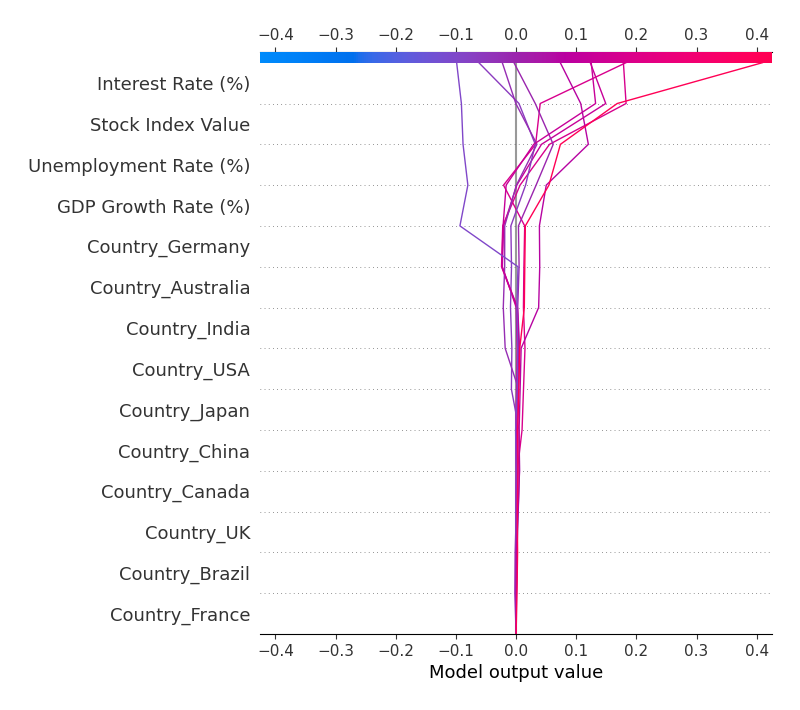 −0.4 −0.3 −0.2 −0.1 0.0 0.1 0.2 0.3 0.4
Interest Rate (%)
Stock Index Value
Unemployment Rate (%)
GDP Growth Rate (%)
Country_Germany
Country_Australia
Country_India
Country_USA
Country_Japan
Country_China
Country_Canada
Country_UK
Country_Brazil
Country_France
−0.4 −0.3 −0.2 −0.1 0.0 0.1 0.2 0.3 0.4
Model output value